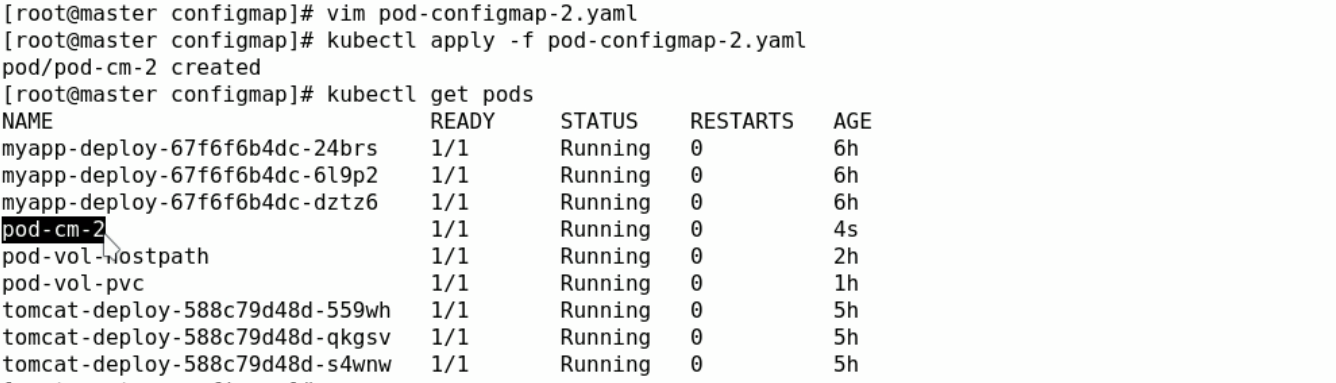 [root@master configmap]# vim pod-configmap-2.yaml
[root@master configmap]# kubectl apply -f pod-configmap-2.yaml
pod/pod-cm-2 created
[root@master configmap]# kubectl get pods
NAME READY STATUS RESTARTS AGE
myapp-deploy-67f6f6b4dc-24brs 1/1 Running 0 6h
myapp-deploy-67f6f6b4dc-6l9p2 1/1 Running 0 6h
myapp-deploy-67f6f6b4dc-dztz6 1/1 Running 0 6h
pod-cm-2 1/1 Running 0 4s
pod-vol-hostpath 1/1 Running 0 2h
pod-vol-pvc 1/1 Running 0 1h
tomcat-deploy-588c79d48d-559wh 1/1 Running 0 5h
tomcat-deploy-588c79d48d-qkgsv 1/1 Running 0 5h
tomcat-deploy-588c79d48d-s4wnw 1/1 Running 0 5h